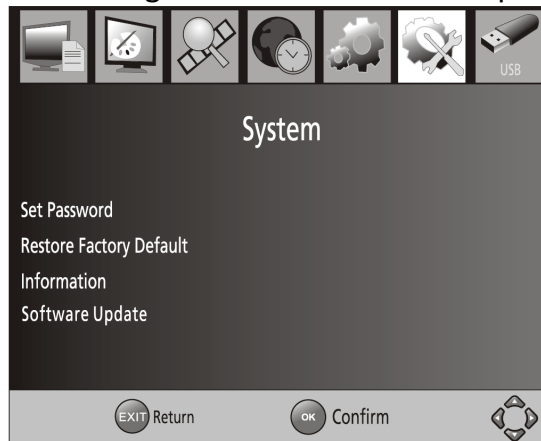 USB
System
Set Password
Restore Factory Default
Information
Software Update
EXIT Return
OK Confirm